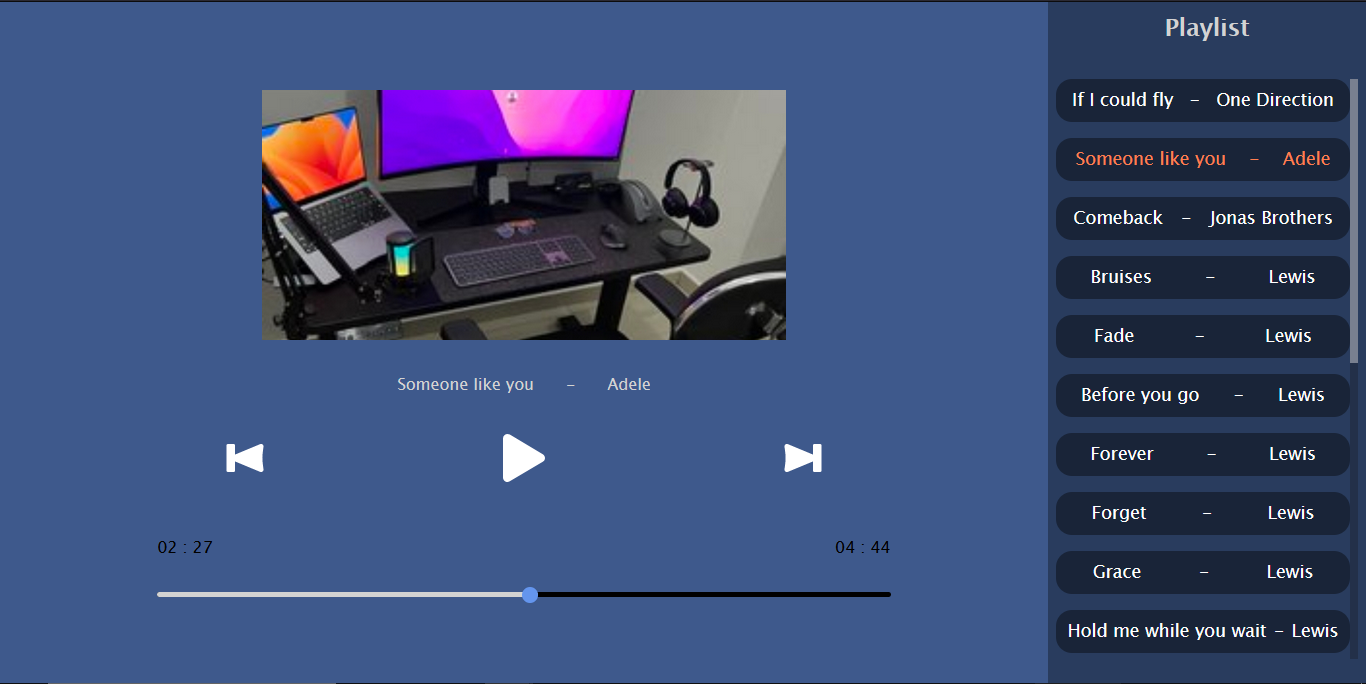 Playlist
If I could fly - One Direction
Someone like you - Adele
Comeback - Jonas Brothers
Bruises - Lewis
Fade - Lewis
Before you go - Lewis
Forever - Lewis
Forget - Lewis
Grace - Lewis
Hold me while you wait - Lewis
Someone like you - Adele
02 : 27
04 : 44